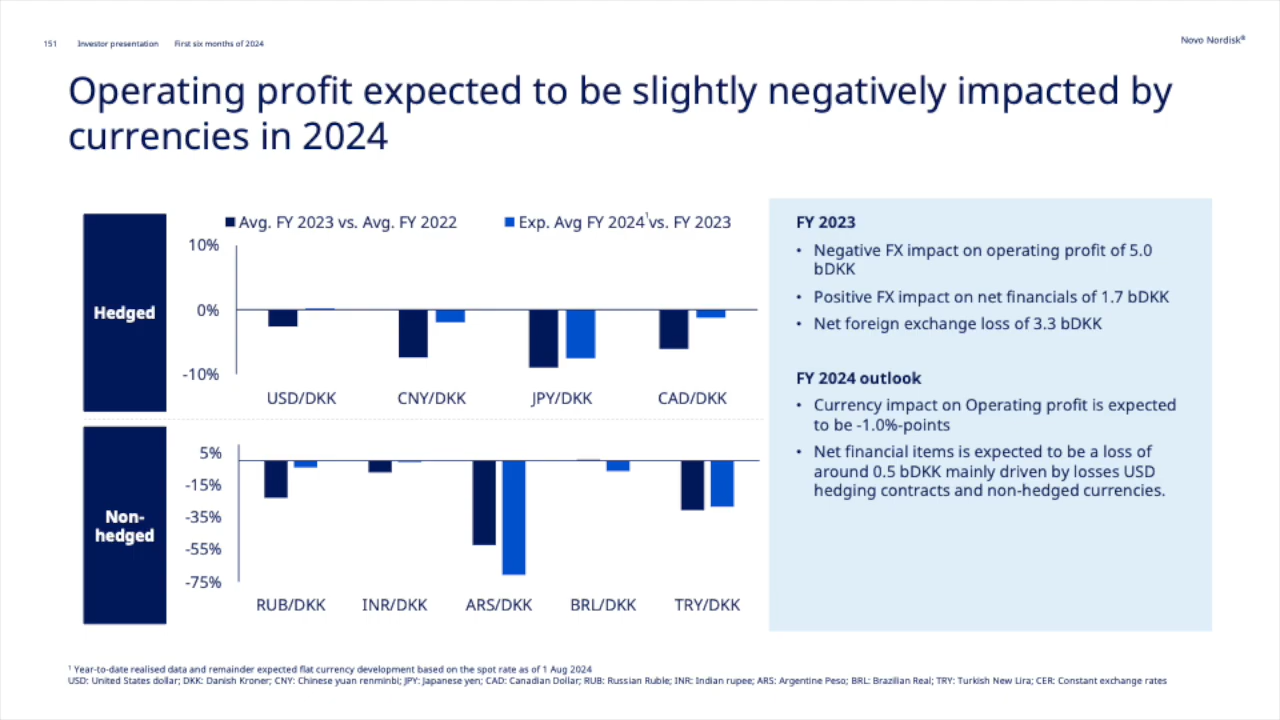 151 Investor presentation First six months of 2024
Novo Nordisk®
Operating profit expected to be slightly negatively impacted by
currencies in 2024
Hedged
Avg. FY 2023 vs. Avg. FY 2022
Exp. Avg FY 2024¹vs. FY 2023
10%
0%
-10%
USD/DKK
CNY/DKK
JPY/DKK
CAD/DKK
Non-
hedged
5%
-15%
-35%
-55%
-75%
RUB/DKK
INR/DKK
ARS/DKK
BRL/DKK
TRY/DKK
FY 2023
• Negative FX impact on operating profit of 5.0
bDKK
• Positive FX impact on net financials of 1.7 bDKK
• Net foreign exchange loss of 3.3 bDKK
FY 2024 outlook
• Currency impact on Operating profit is expected
to be -1.0%-points
• Net financial items is expected to be a loss of
around 0.5 bDKK mainly driven by losses USD
hedging contracts and non-hedged currencies.
¹ Year-to-date realised data and remainder expected flat currency development based on the spot rate as of 1 Aug 2024
USD: United States dollar; DKK: Danish Kroner; CNY: Chinese yuan renminbi; JPY: Japanese yen; CAD: Canadian Dollar; RUB: Russian Ruble; INR: Indian rupee; ARS: Argentine Peso; BRL: Brazilian Real; TRY: Turkish New Lira; CER: Constant exchange rates